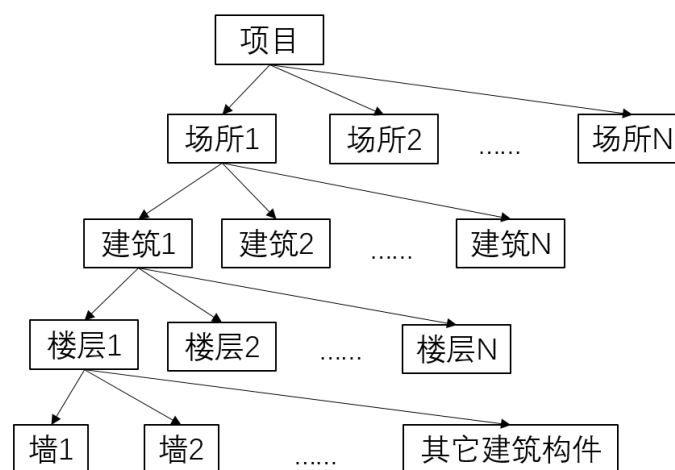 项目
场所1 场所2 …… 场所N
建筑1 建筑2 …… 建筑N
楼层1 楼层2 …… 楼层N
墙1 墙2 …… 其它建筑构件